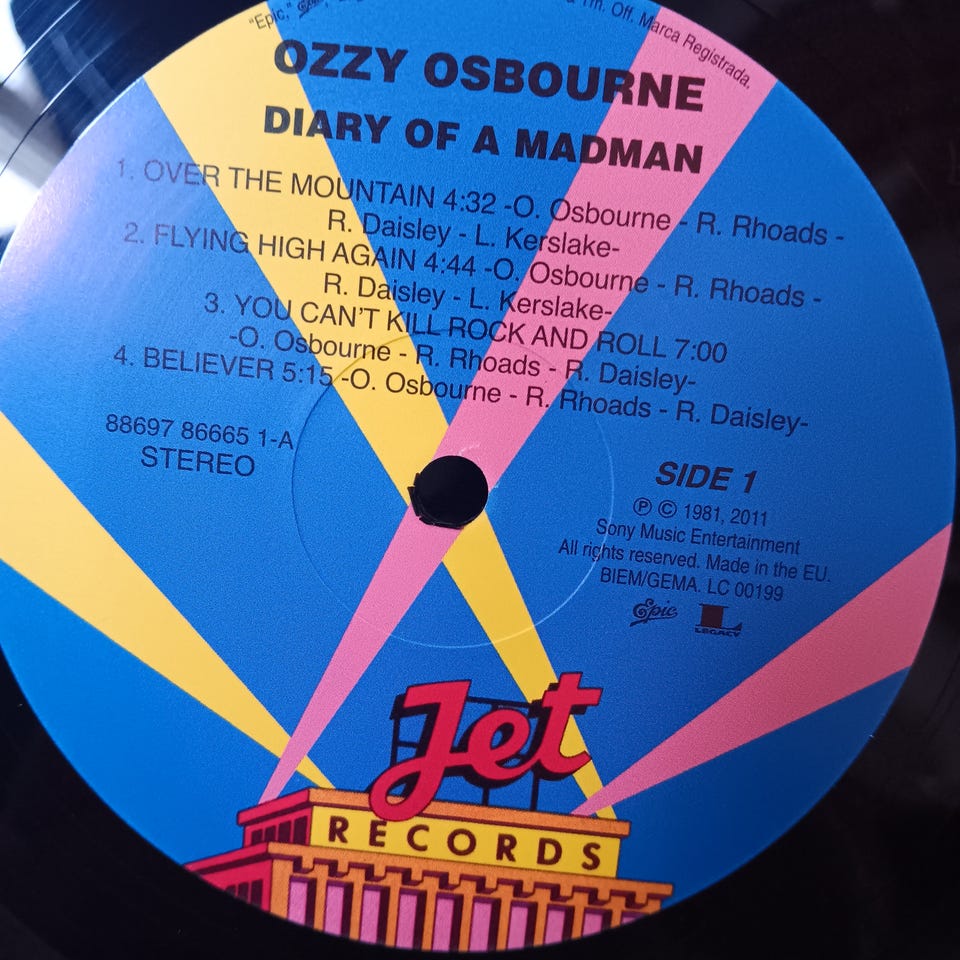 "Epic,"
& Tm. Off. Marca Registrada.
OZZY OSBOURNE
DIARY OF A MADMAN
1. OVER THE MOUNTAIN 4:32 -O. Osbourne - R. Rhoads -
R. Daisley - L. Kerslake-
2. FLYING HIGH AGAIN 4:44 -O. Osbourne - R. Rhoads -
R. Daisley - L. Kerslake-
3. YOU CAN'T KILL ROCK AND ROLL 7:00
-O. Osbourne - R. Rhoads - R. Daisley-
4. BELIEVER 5:15 -O. Osbourne - R. Rhoads - R. Daisley-
88697 86665 1-A
STEREO
SIDE 1
℗ © 1981, 2011
Sony Music Entertainment
All rights reserved. Made in the EU.
BIEM/GEMA. LC 00199
Epic LEGACY
Jet
RECORDS